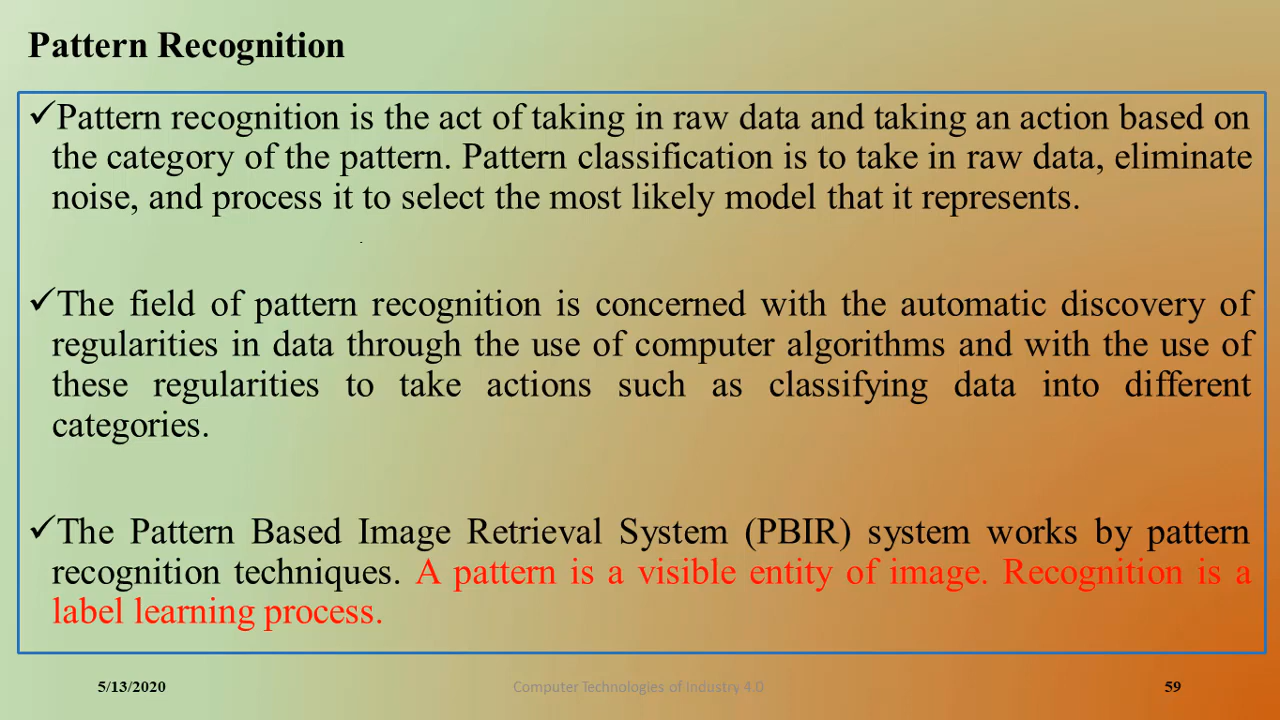 Pattern Recognition
✓Pattern recognition is the act of taking in raw data and taking an action based on
the category of the pattern. Pattern classification is to take in raw data, eliminate
noise, and process it to select the most likely model that it represents.
✓The field of pattern recognition is concerned with the automatic discovery of
regularities in data through the use of computer algorithms and with the use of
these regularities to take actions such as classifying data into different
categories.
✓The Pattern Based Image Retrieval System (PBIR) system works by pattern
recognition techniques. A pattern is a visible entity of image. Recognition is a
label learning process.
5/13/2020 Computer Technologies of Industry 4.0 59